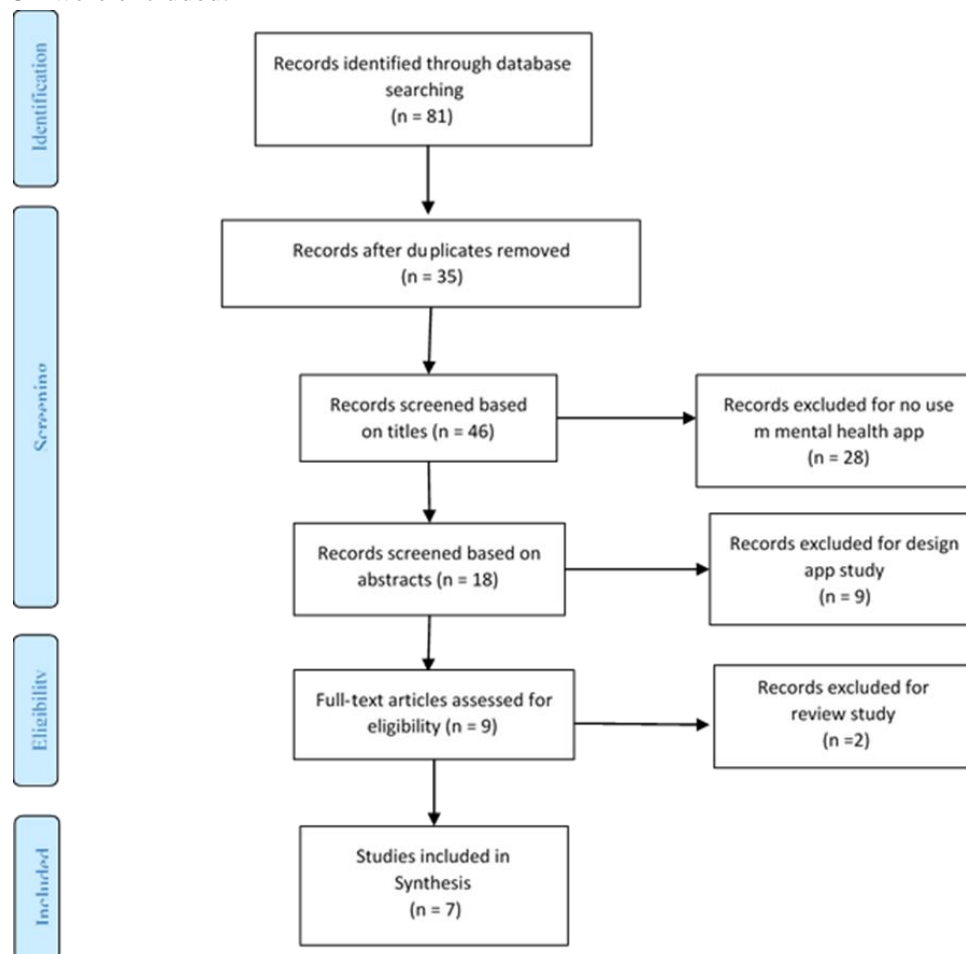 Identification
Records identified through database
searching
(n = 81)
Records after duplicates removed
(n = 35)
Screening
Records screened based
on titles (n = 46)
Records excluded for no use
m mental health app
(n = 28)
Records screened based on
abstracts (n = 18)
Records excluded for design
app study
(n = 9)
Eligibility
Full-text articles assessed for
eligibility (n = 9)
Records excluded for
review study
(n =2)
Included
Studies included in
Synthesis
(n = 7)